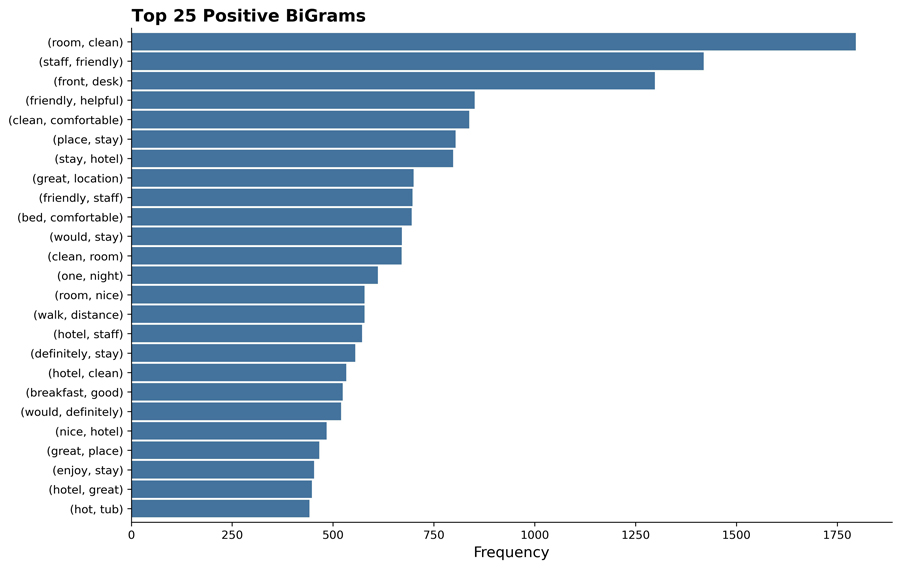 Top 25 Positive BiGrams
(room, clean)
(staff, friendly)
(front, desk)
(friendly, helpful)
(clean, comfortable)
(place, stay)
(stay, hotel)
(great, location)
(friendly, staff)
(bed, comfortable)
(would, stay)
(clean, room)
(one, night)
(room, nice)
(walk, distance)
(hotel, staff)
(definitely, stay)
(hotel, clean)
(breakfast, good)
(would, definitely)
(nice, hotel)
(great, place)
(enjoy, stay)
(hotel, great)
(hot, tub)
0 250 500 750 1000 1250 1500 1750
Frequency